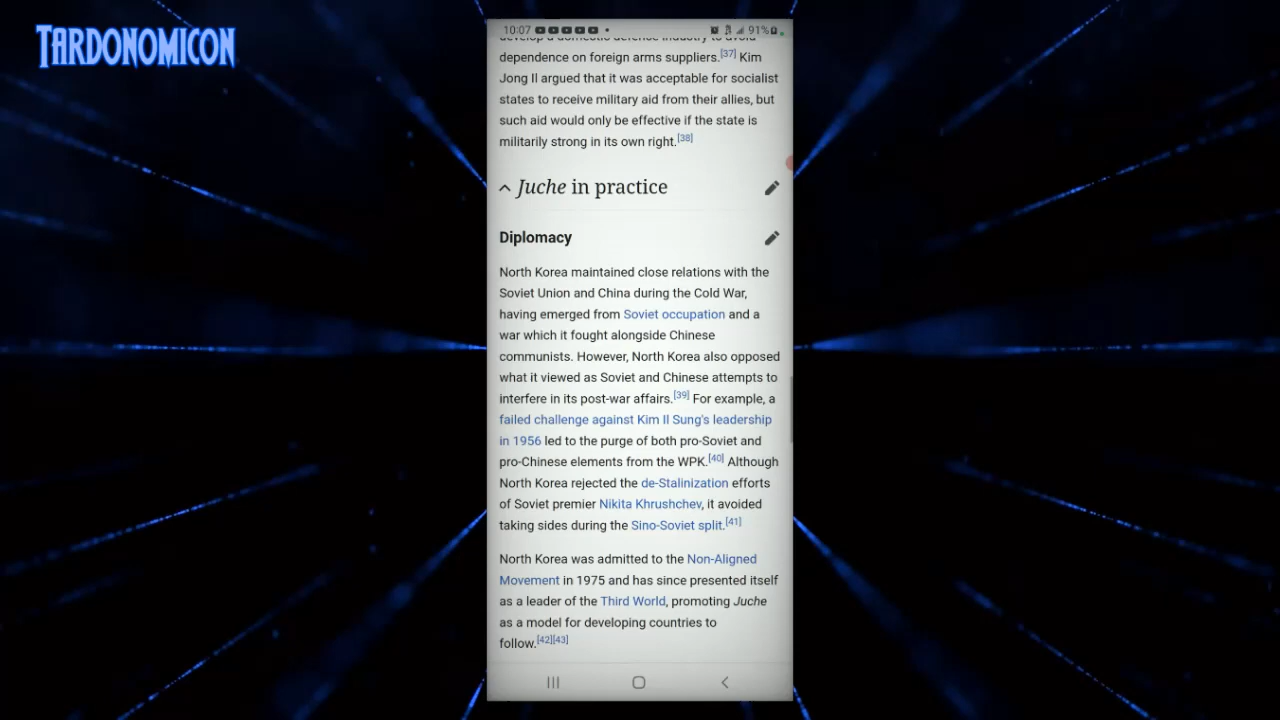 TARDONOMICON
10:07
91%
develop a domestic defense industry to avoid
dependence on foreign arms suppliers.[37] Kim
Jong Il argued that it was acceptable for socialist
states to receive military aid from their allies, but
such aid would only be effective if the state is
militarily strong in its own right.[38]
Juche in practice
Diplomacy
North Korea maintained close relations with the
Soviet Union and China during the Cold War,
having emerged from Soviet occupation and a
war which it fought alongside Chinese
communists. However, North Korea also opposed
what it viewed as Soviet and Chinese attempts to
interfere in its post-war affairs.[39] For example, a
failed challenge against Kim Il Sung's leadership
in 1956 led to the purge of both pro-Soviet and
pro-Chinese elements from the WPK.[40] Although
North Korea rejected the de-Stalinization efforts
of Soviet premier Nikita Khrushchev, it avoided
taking sides during the Sino-Soviet split.[41]
North Korea was admitted to the Non-Aligned
Movement in 1975 and has since presented itself
as a leader of the Third World, promoting Juche
as a model for developing countries to
follow.[42][43]